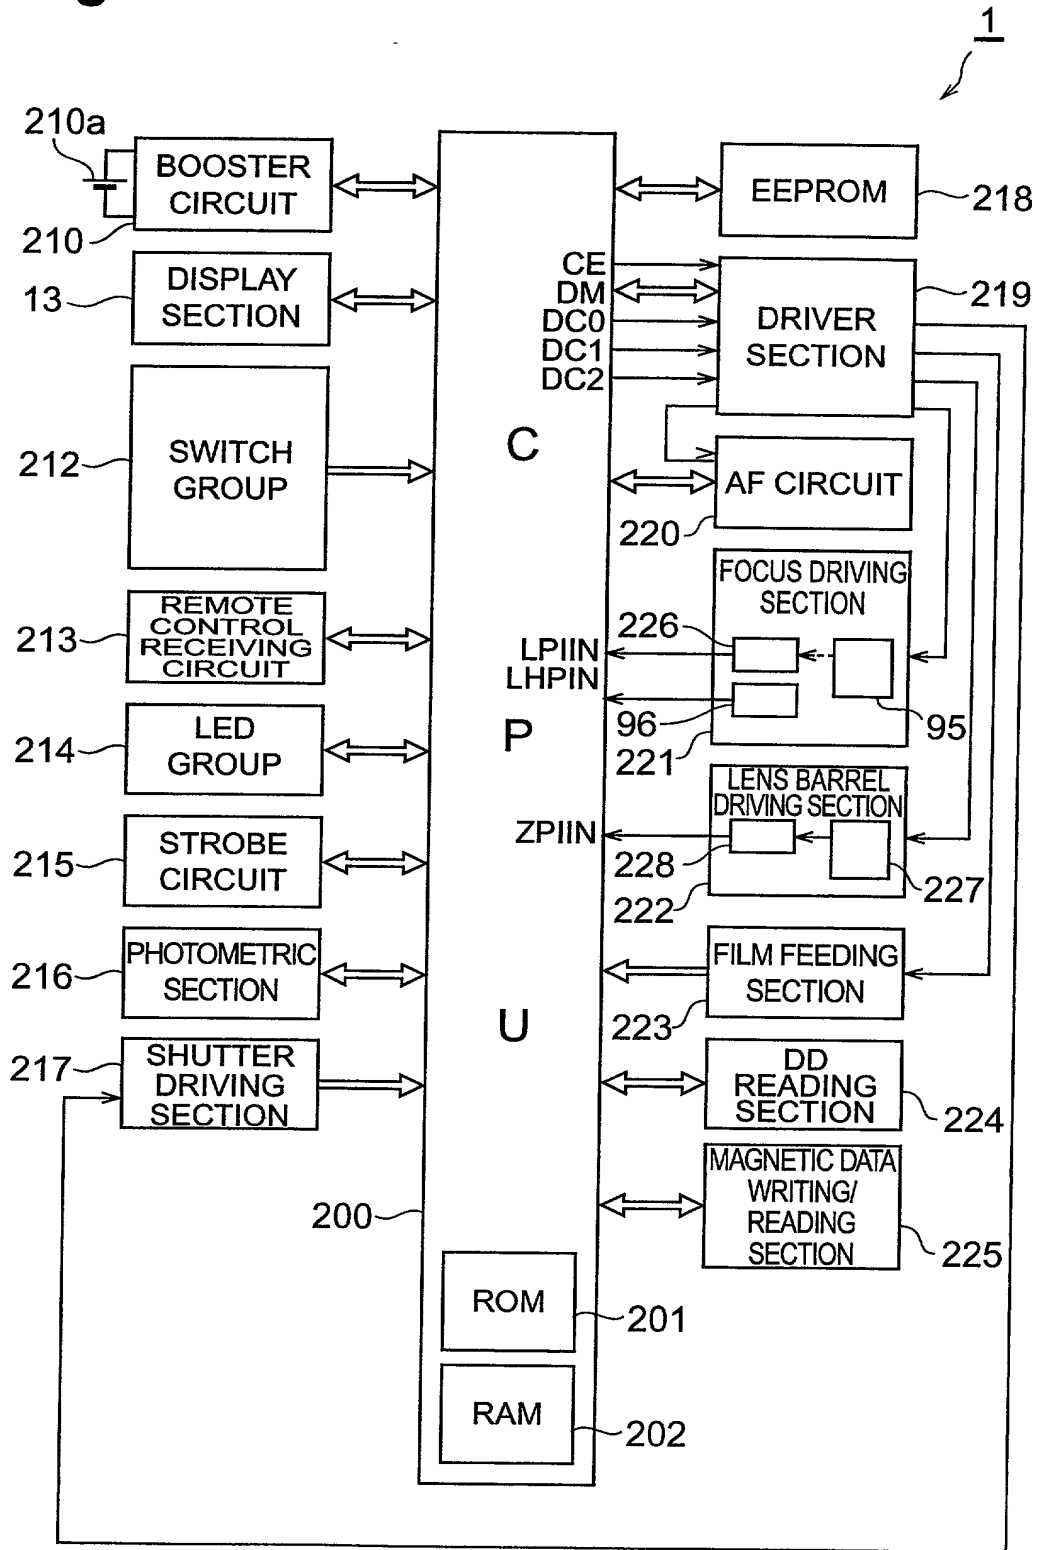 1
210a
BOOSTER
CIRCUIT
210
DISPLAY
SECTION
13
SWITCH
GROUP
212
REMOTE
CONTROL
RECEIVING
CIRCUIT
213
LED
GROUP
214
STROBE
CIRCUIT
215
PHOTOMETRIC
SECTION
216
SHUTTER
DRIVING
SECTION
217
C
P
U
200
ROM
201
RAM
202
CE
DM
DC0
DC1
DC2
LPIIN
LHPIN
ZPIIN
EEPROM
218
DRIVER
SECTION
219
AF CIRCUIT
220
FOCUS DRIVING
SECTION
226
96
95
221
LENS BARREL
DRIVING SECTION
228
227
222
FILM FEEDING
SECTION
223
DD
READING
SECTION
224
MAGNETIC DATA
WRITING/
READING
SECTION
225